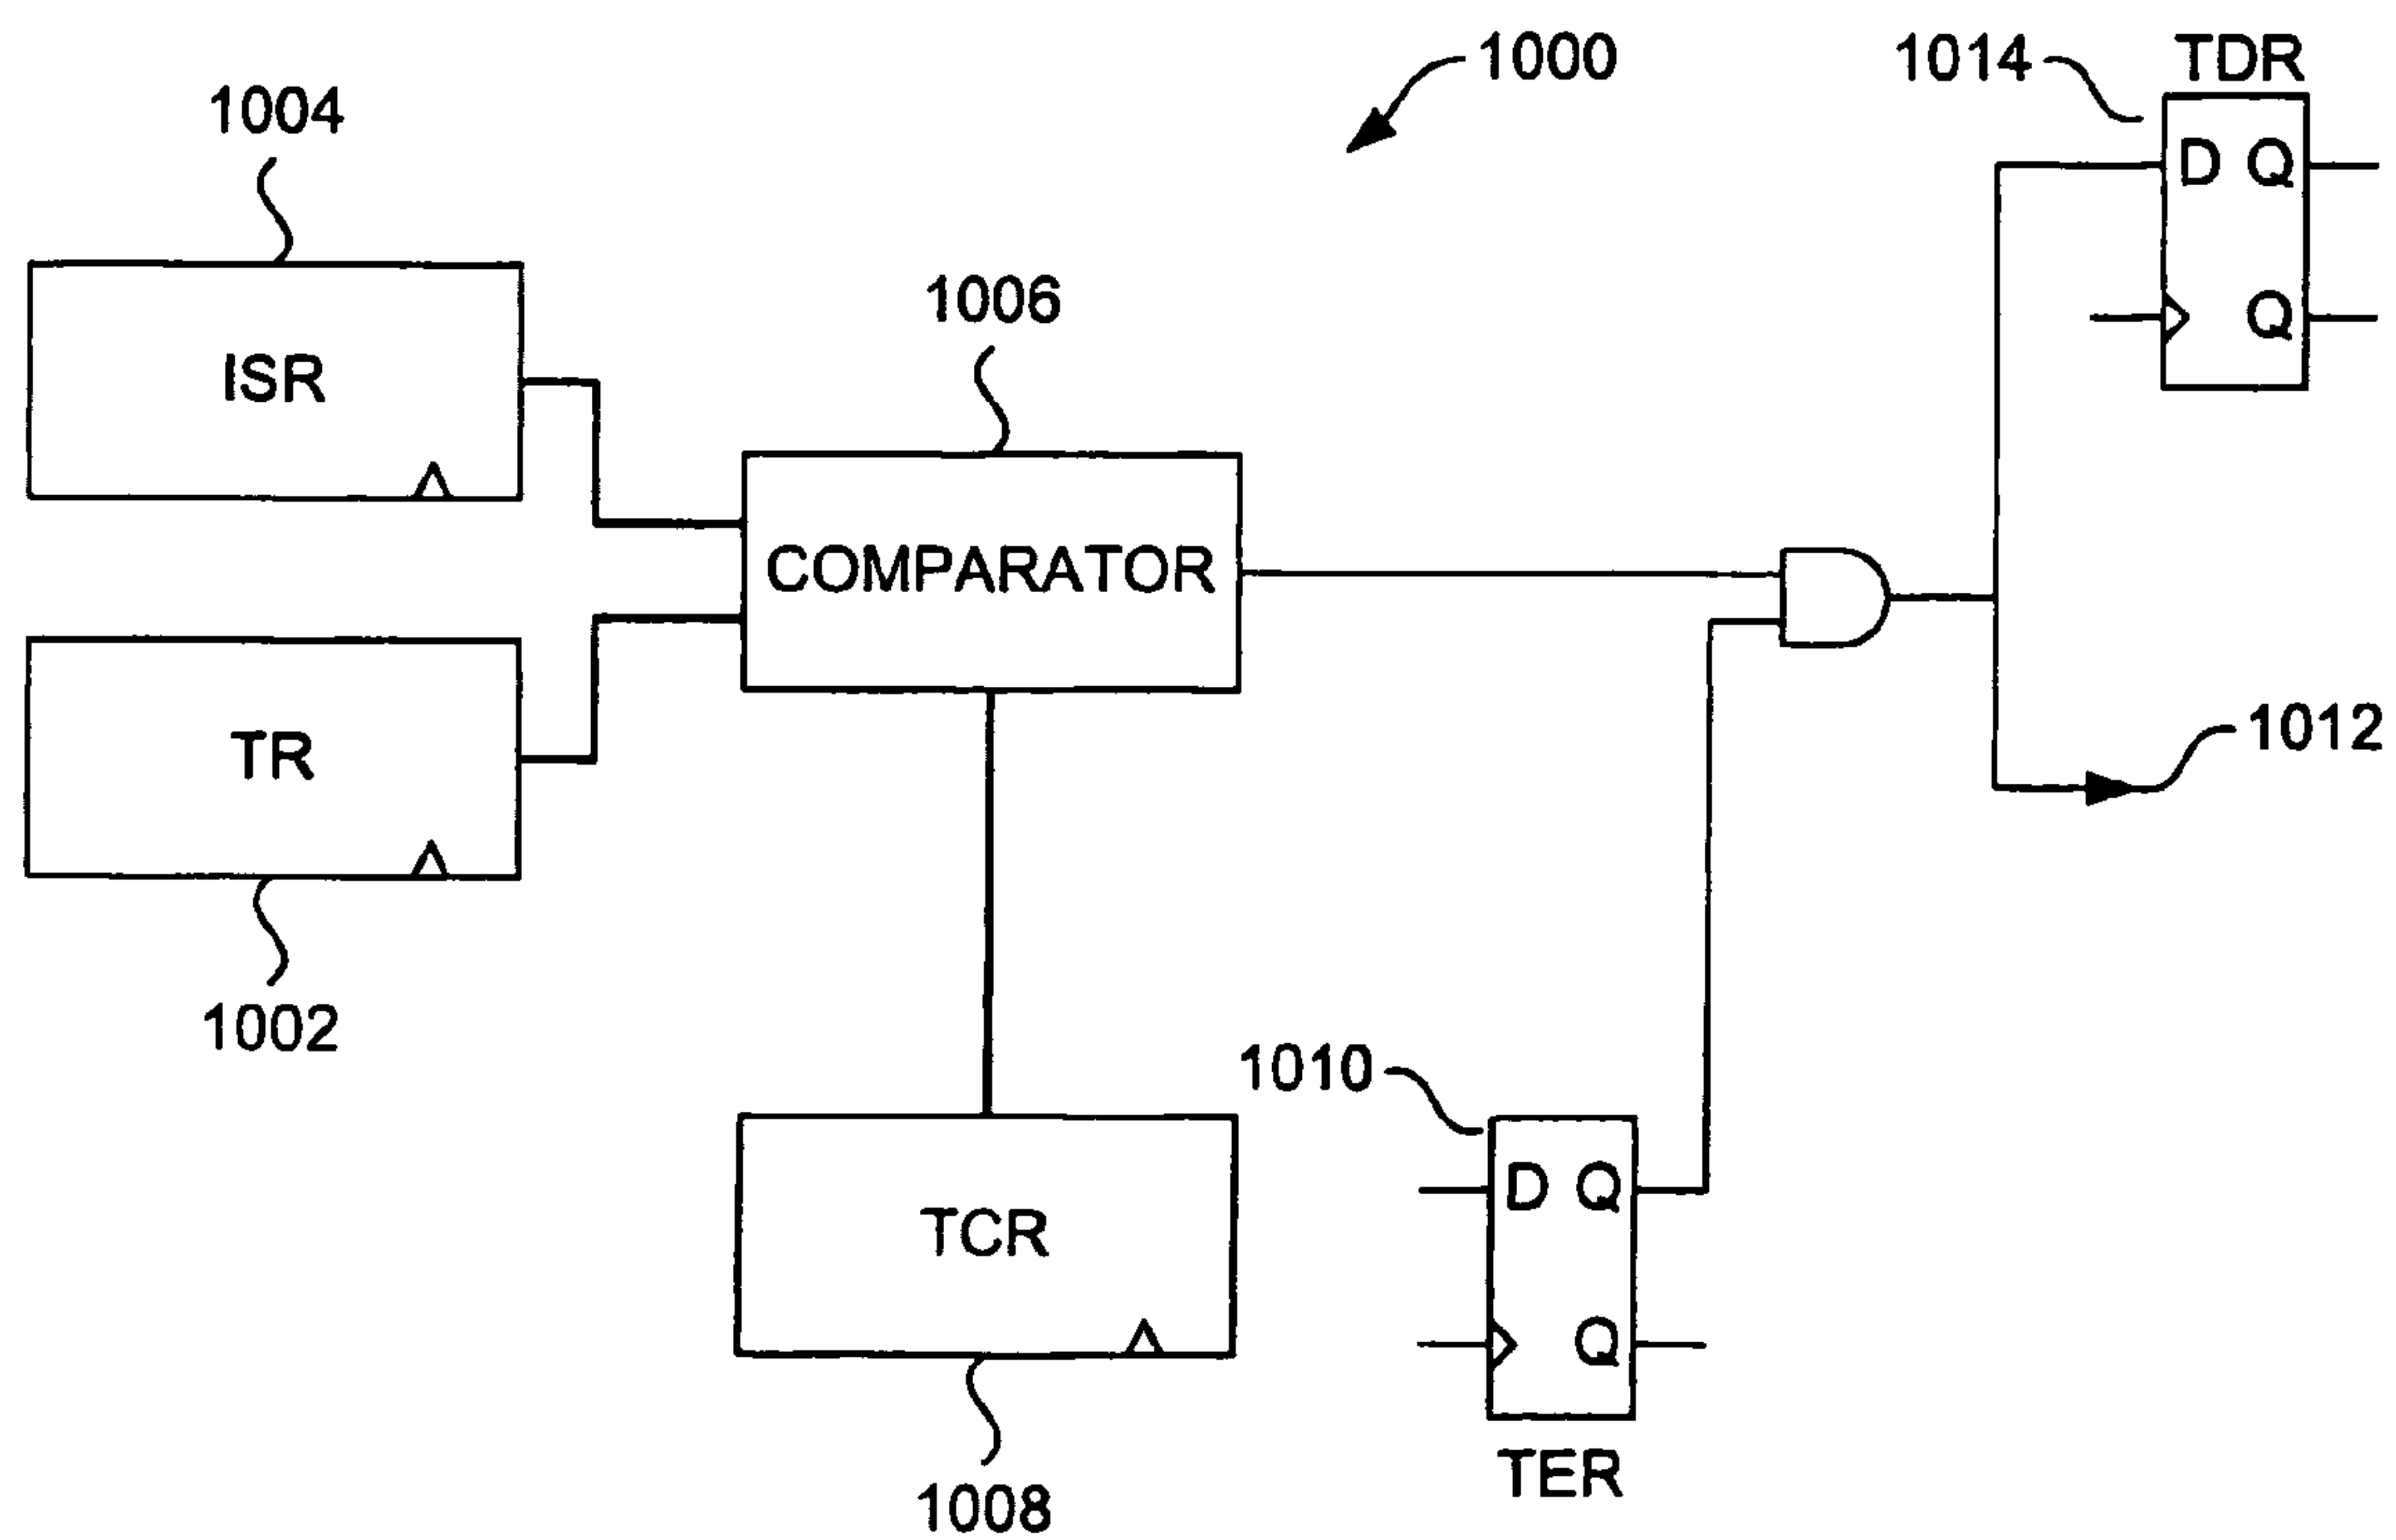 1000
1014
TDR
1004
D Q
1006
Q
ISR
COMPARATOR
TR
1012
1002
1010
D Q
TCR
Q
TER
1008